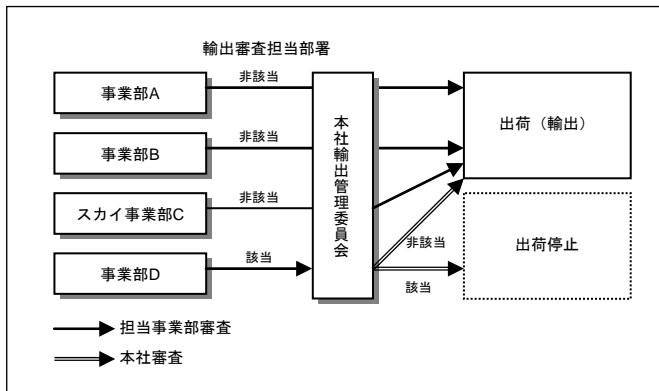 輸出審査担当部署
事業部A
非該当
事業部B
非該当
スカイ事業部C
非該当
事業部D
該当
本社輸出管理委員会
出荷（輸出）
非該当
該当
出荷停止
担当事業部審査
本社審査